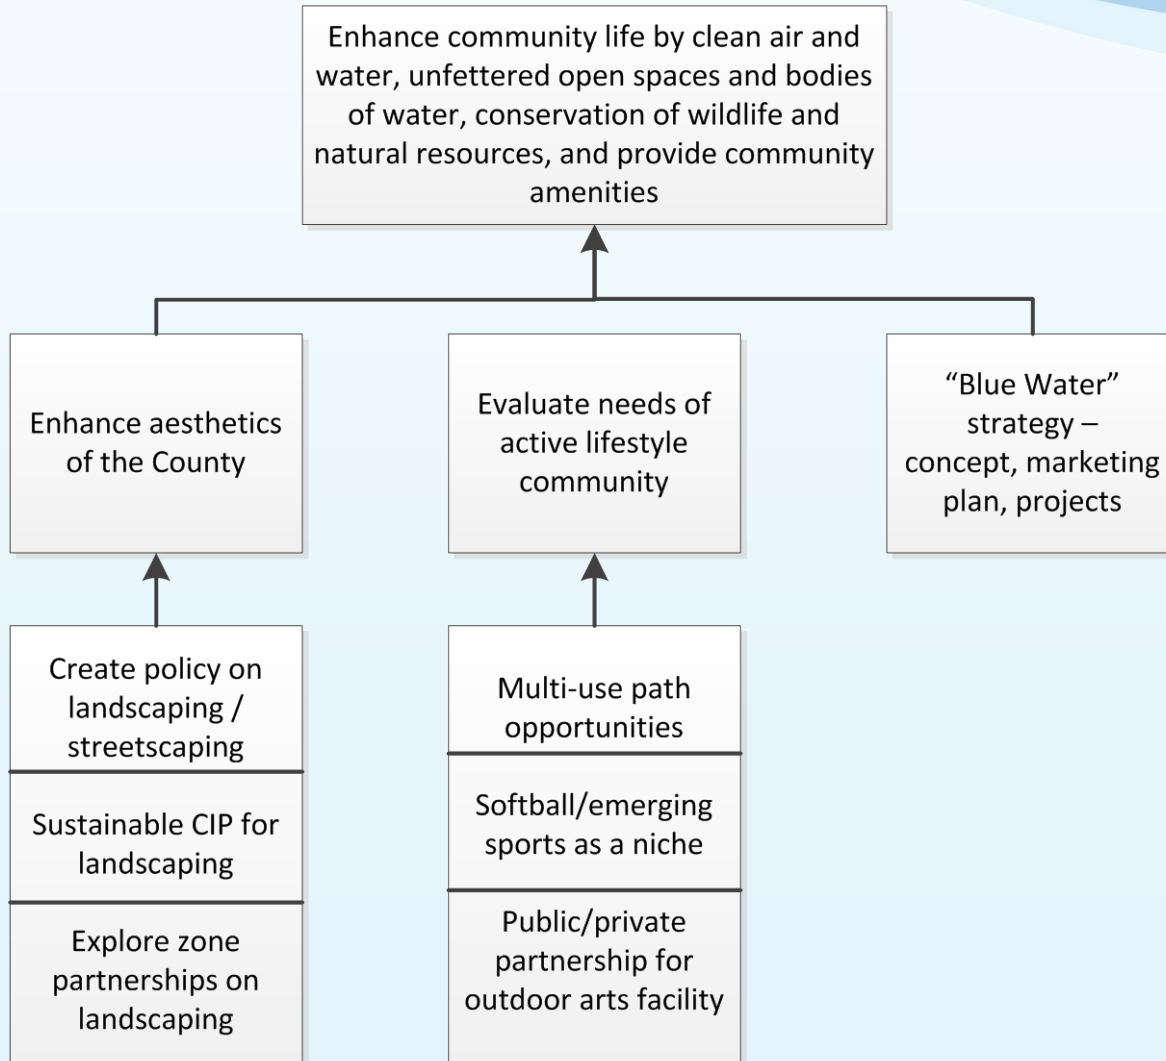 Enhance community life by clean air and
water, unfettered open spaces and bodies
of water, conservation of wildlife and
natural resources, and provide community
amenities
Enhance aesthetics
of the County
Evaluate needs of
active lifestyle
community
“Blue Water”
strategy –
concept, marketing
plan, projects
Create policy on
landscaping /
streetscaping
Sustainable CIP for
landscaping
Explore zone
partnerships on
landscaping
Multi-use path
opportunities
Softball/emerging
sports as a niche
Public/private
partnership for
outdoor arts facility